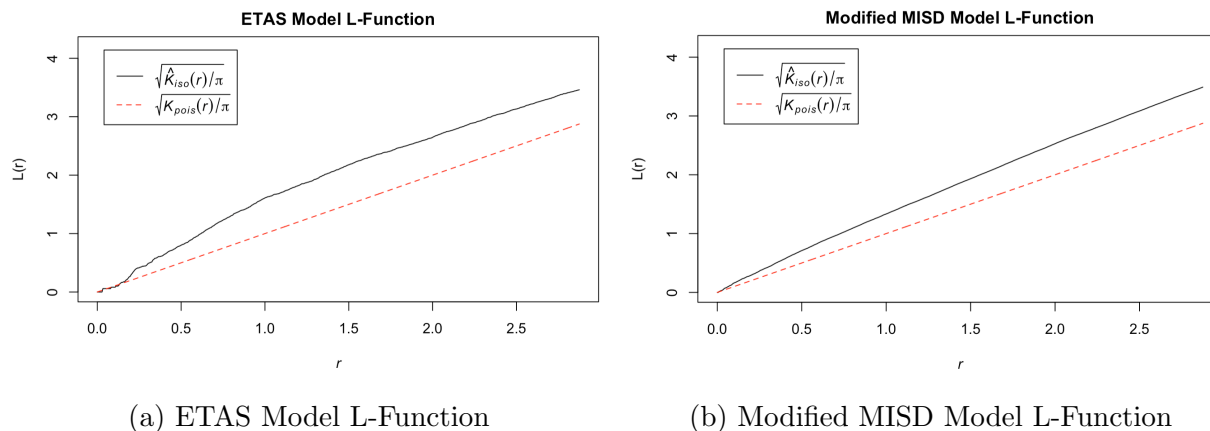 ETAS Model L-Function
L(r)
4
3
2
1
0
√K̂iso(r)/π
√Kpois(r)/π
0.0 0.5 1.0 1.5 2.0 2.5
r
(a) ETAS Model L-Function
Modified MISD Model L-Function
L(r)
4
3
2
1
0
√K̂iso(r)/π
√Kpois(r)/π
0.0 0.5 1.0 1.5 2.0 2.5
r
(b) Modified MISD Model L-Function